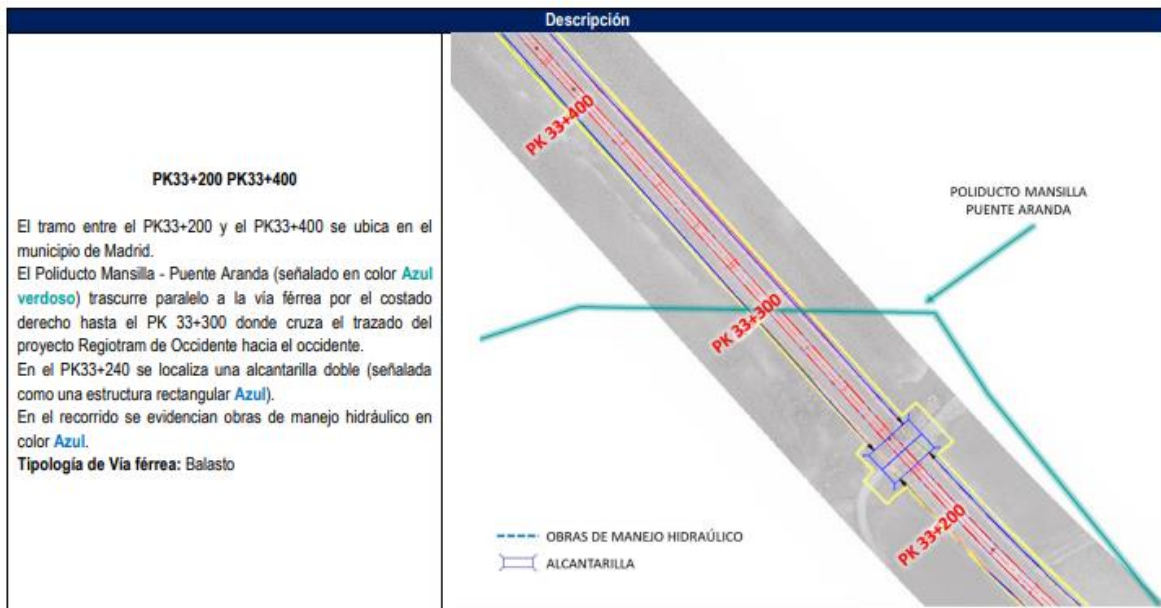 Descripción
PK33+200 PK33+400
El tramo entre el PK33+200 y el PK33+400 se ubica en el
municipio de Madrid.
El Poliducto Mansilla - Puente Aranda (señalado en color Azul
verdoso) trascurre paralelo a la vía férrea por el costado
derecho hasta el PK 33+300 donde cruza el trazado del
proyecto Regiotram de Occidente hacia el occidente.
En el PK33+240 se localiza una alcantarilla doble (señalada
como una estructura rectangular Azul).
En el recorrido se evidencian obras de manejo hidráulico en
color Azul.
Tipología de Vía férrea: Balasto
PK 33+400
POLIDUCTO MANSILLA
PUENTE ARANDA
PK 33+300
PK 33+200
OBRAS DE MANEJO HIDRAÚLICO
ALCANTARILLA